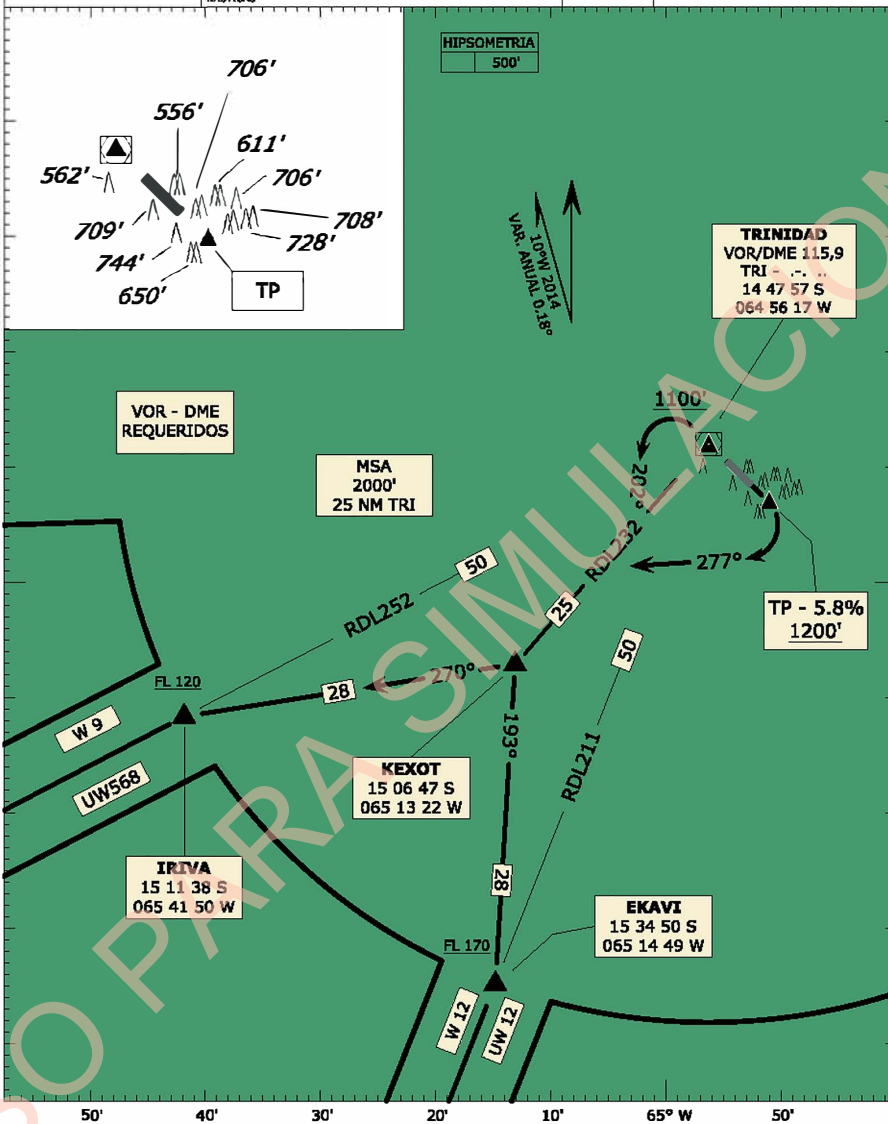 HIPSOMETRIA
500'
706'
556'
611'
562'
706'
709'
708'
728'
744'
650'
TP
10°W 2014
VAR. ANUAL 0.18°
TRINIDAD
VOR/DME 115,9
TRI - .-. ..
14 47 57 S
064 56 17 W
VOR - DME
REQUERIDOS
MSA
2000'
25 NM TRI
1100'
202°
RDL232
277°
TP - 5.8%
1200'
50
RDL252
25
50
270°
28
FL 120
W 9
UW568
193°
RDL211
KEXOT
15 06 47 S
065 13 22 W
IRIVA
15 11 38 S
065 41 50 W
28
EKAVI
15 34 50 S
065 14 49 W
FL 170
W 12
UW 12
50'
40'
30'
20'
10'
65° W
50'
O PARA SIMULACION